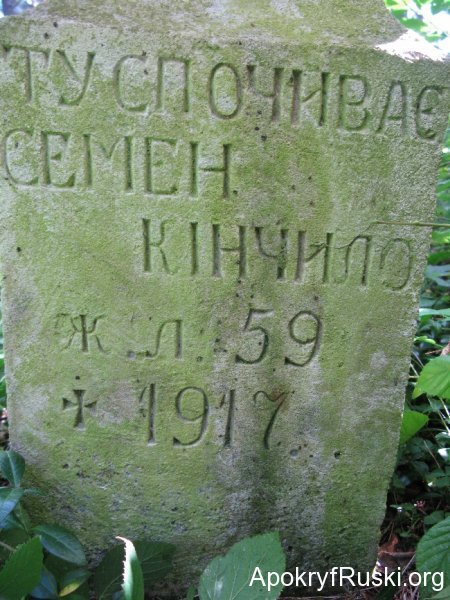 ТУ СПОЧИВАЄ
СЕМЕН
КІНЧИЛО
Ж. Л. 59
✝ 1917
ApokryfRuski.org